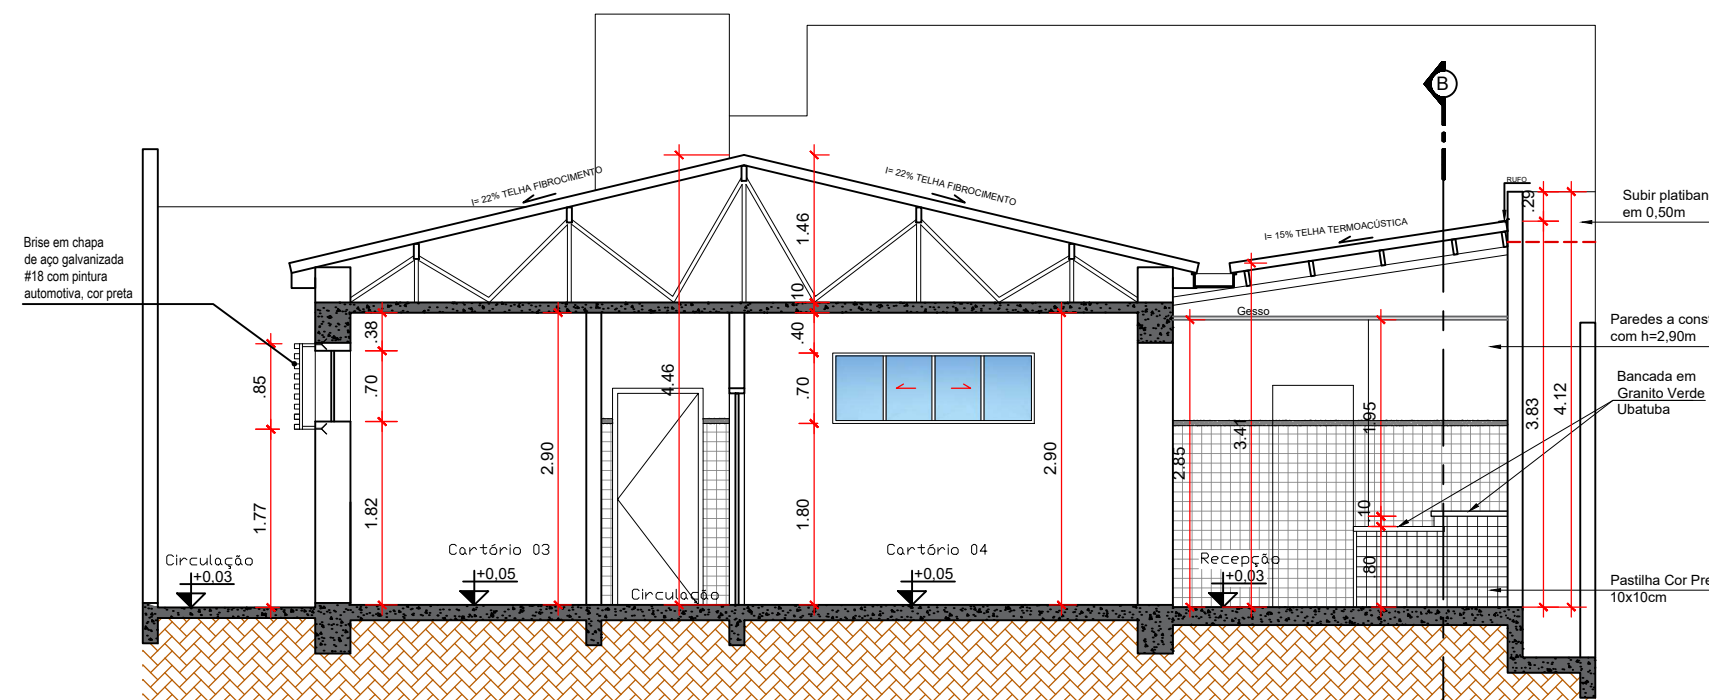 B
I= 22% TELHA FIBROCIMENTO
I= 22% TELHA FIBROCIMENTO
I= 15% TELHA TERMOACÚSTICA
RUFO
.29
Subir platiban
em 0,50m
Brise em chapa
de aço galvanizada
#18 com pintura
automotiva, cor preta
1.46
.10
Gesso
.38
.40
.85
.70
.70
4.46
Paredes a const
com h=2,90m
Bancada em
Granito Verde
Ubatuba
3.83
4.12
3.41
1.95
2.85
2.90
2.90
1.77
1.82
1.80
.10
.80
Circulação
+0,03
Cartório 03
+0,05
Circulação
Cartório 04
+0,05
Recepção
+0,03
Pastilha Cor Pre
10x10cm